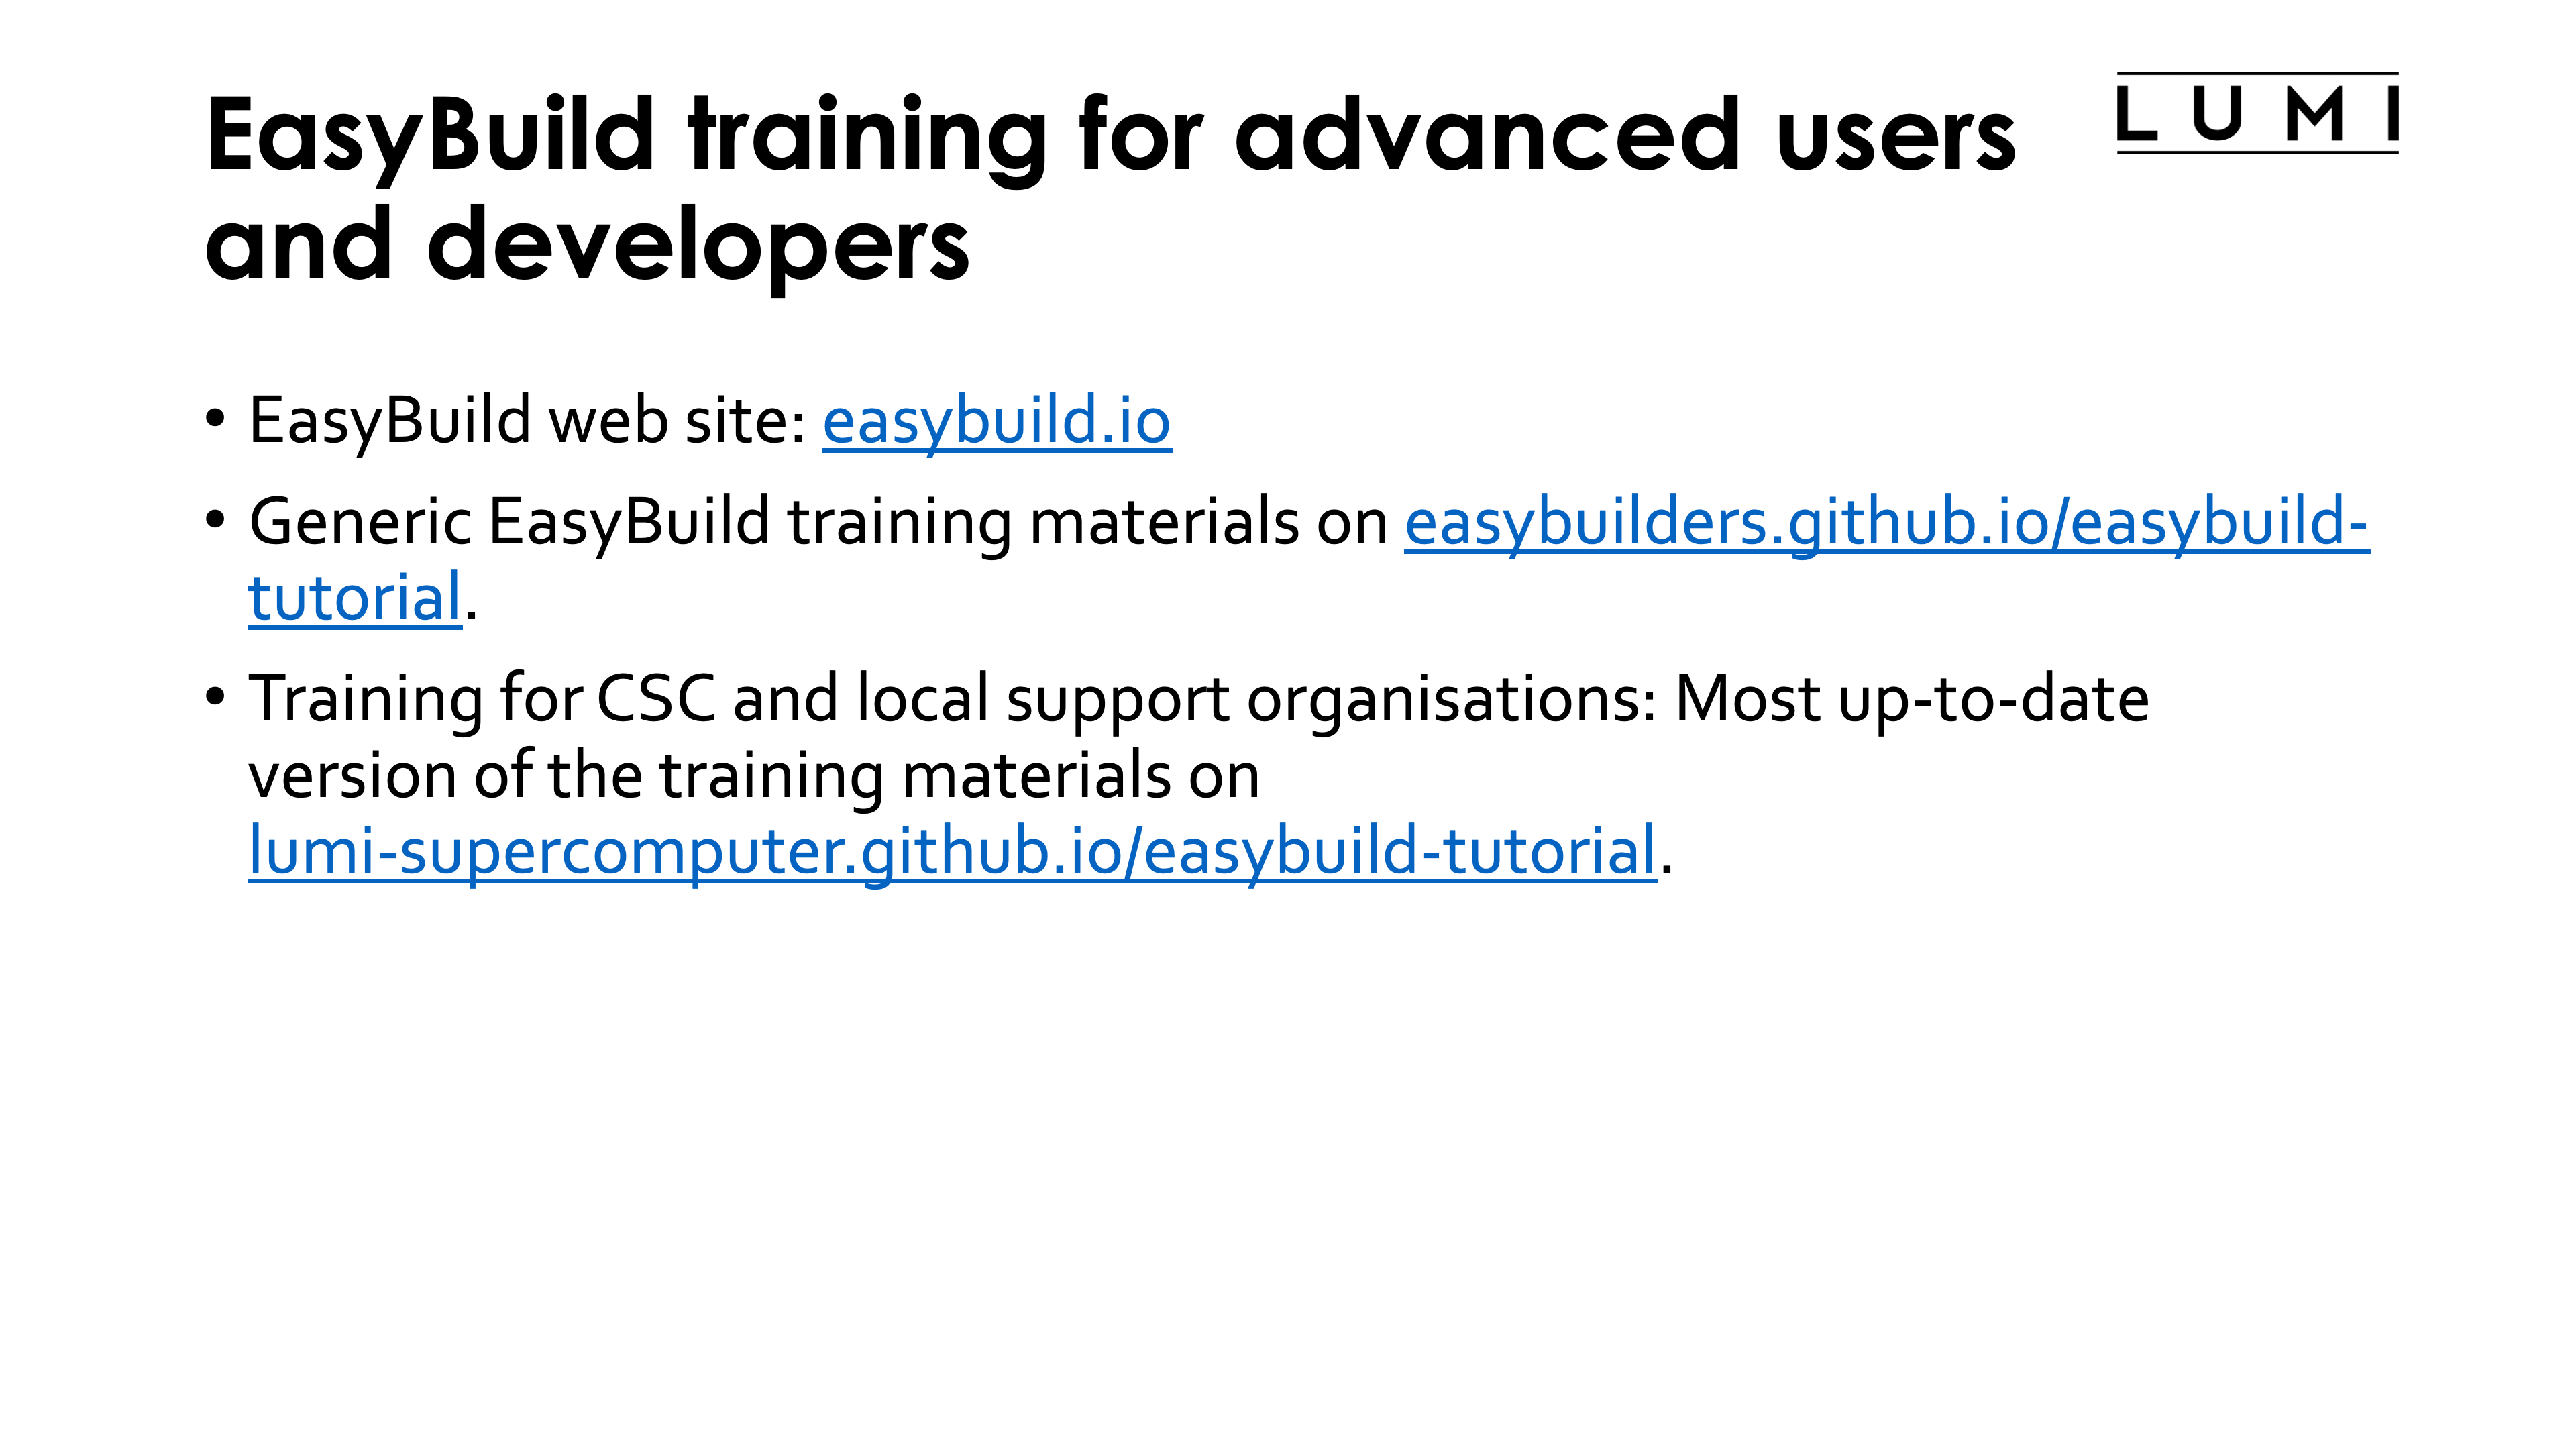 EasyBuild training for advanced users
and developers
LUMI
• EasyBuild web site: easybuild.io
• Generic EasyBuild training materials on easybuilders.github.io/easybuild-
tutorial.
• Training for CSC and local support organisations: Most up-to-date
version of the training materials on
lumi-supercomputer.github.io/easybuild-tutorial.